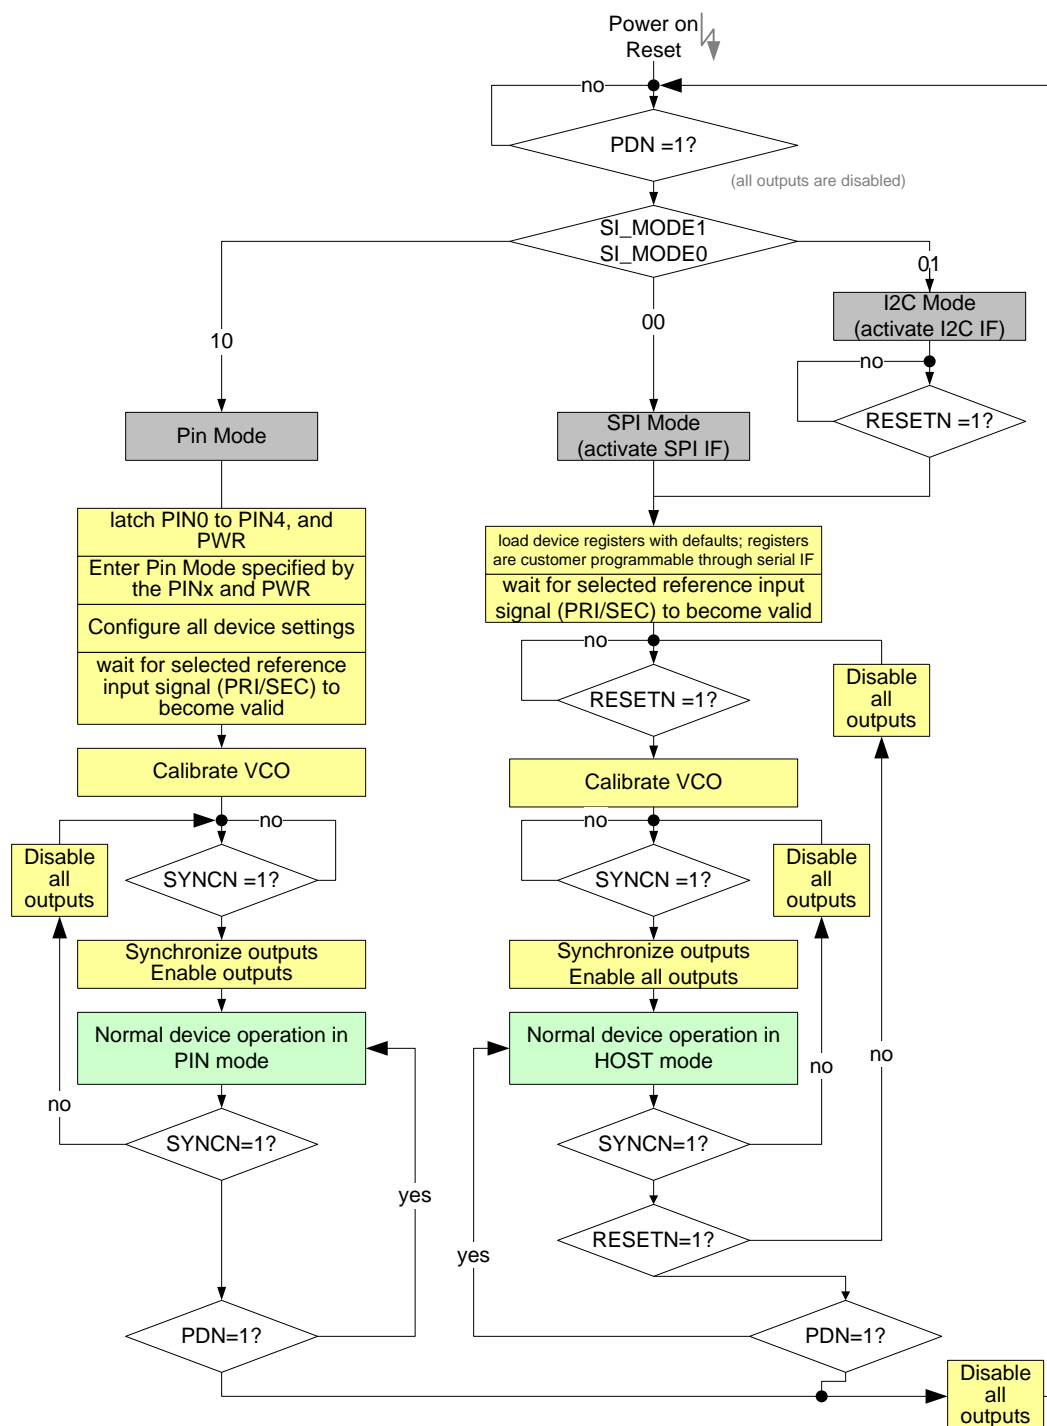 Power on
Reset
no
PDN =1?
(all outputs are disabled)
SI_MODE1
SI_MODE0
01
I2C Mode
(activate I2C IF)
00
10
no
RESETN =1?
Pin Mode
SPI Mode
(activate SPI IF)
latch PIN0 to PIN4, and
PWR
Enter Pin Mode specified by
the PINx and PWR
Configure all device settings
wait for selected reference
input signal (PRI/SEC) to
become valid
load device registers with defaults; registers
are customer programmable through serial IF
wait for selected reference input
signal (PRI/SEC) to become valid
no
RESETN =1?
Disable
all
outputs
Calibrate VCO
Calibrate VCO
no
no
Disable
all
outputs
SYNCN =1?
SYNCN =1?
Disable
all
outputs
Synchronize outputs
Enable outputs
Synchronize outputs
Enable all outputs
Normal device operation in
PIN mode
Normal device operation in
HOST mode
no
no
no
SYNCN=1?
SYNCN=1?
yes
RESETN=1?
yes
PDN=1?
PDN=1?
Disable
all
outputs